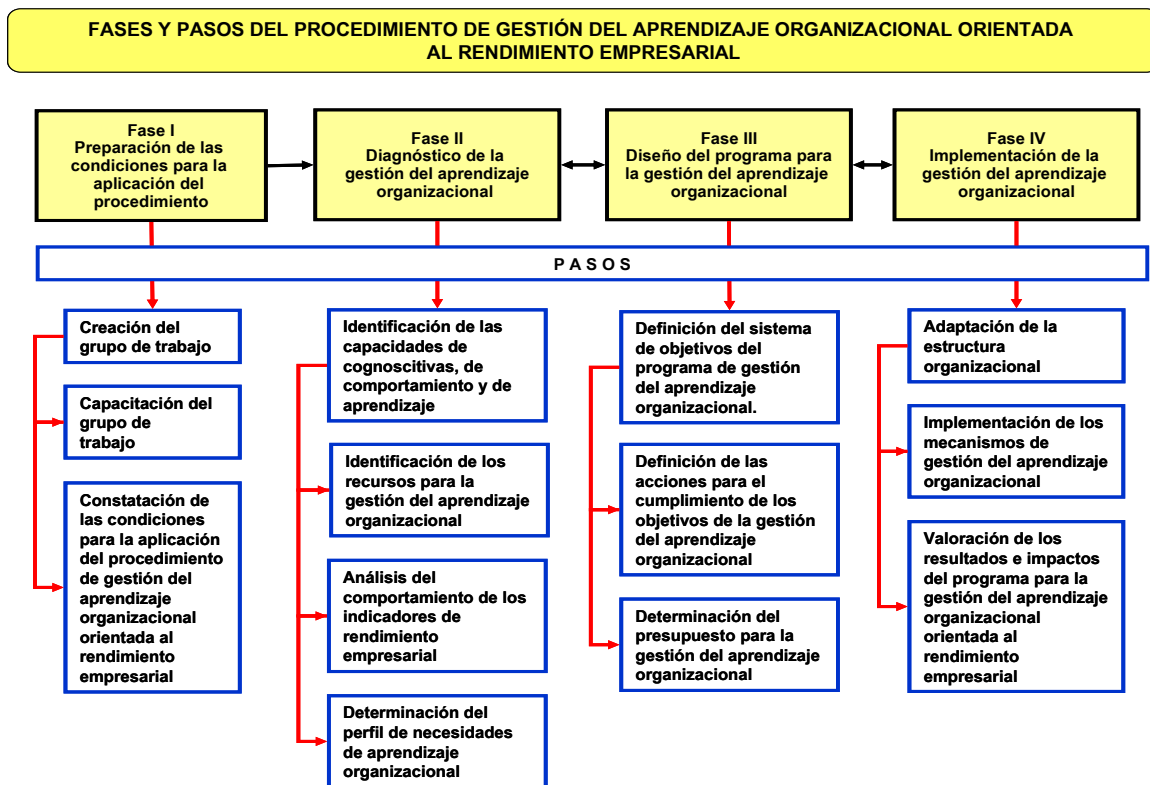 FASES Y PASOS DEL PROCEDIMIENTO DE GESTIÓN DEL APRENDIZAJE ORGANIZACIONAL ORIENTADA
AL RENDIMIENTO EMPRESARIAL
Fase I
Preparación de las
condiciones para la
aplicación del
procedimiento
Fase II
Diagnóstico de la
gestión del aprendizaje
organizacional
Fase III
Diseño del programa para
la gestión del aprendizaje
organizacional
Fase IV
Implementación de la
gestión del aprendizaje
organizacional
P A S O S
Creación del
grupo de trabajo
Capacitación del
grupo de
trabajo
Constatación de
las condiciones
para la aplicación
del procedimiento
de gestión del
aprendizaje
organizacional
orientada al
rendimiento
empresarial
Identificación de las
capacidades de
cognoscitivas, de
comportamiento y de
aprendizaje
Identificación de los
recursos para la
gestión del aprendizaje
organizacional
Análisis del
comportamiento de los
indicadores de
rendimiento
empresarial
Determinación del
perfil de necesidades
de aprendizaje
organizacional
Definición del sistema
de objetivos del
programa de gestión
del aprendizaje
organizacional.
Definición de las
acciones para el
cumplimiento de los
objetivos de la gestión
del aprendizaje
organizacional
Determinación del
presupuesto para la
gestión del aprendizaje
organizacional
Adaptación de la
estructura
organizacional
Implementación de los
mecanismos de
gestión del aprendizaje
organizacional
Valoración de los
resultados e impactos
del programa para la
gestión del aprendizaje
organizacional
orientada al
rendimiento
empresarial